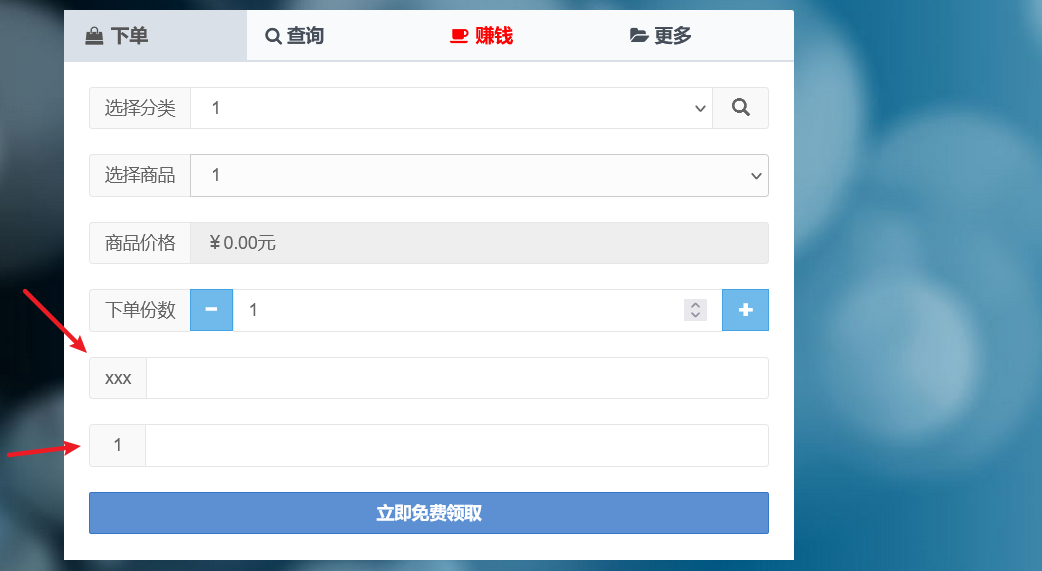 下单 查询 赚钱 更多
选择分类 1
选择商品 1
商品价格 ¥0.00元
下单份数 1
xxx
1
立即免费领取